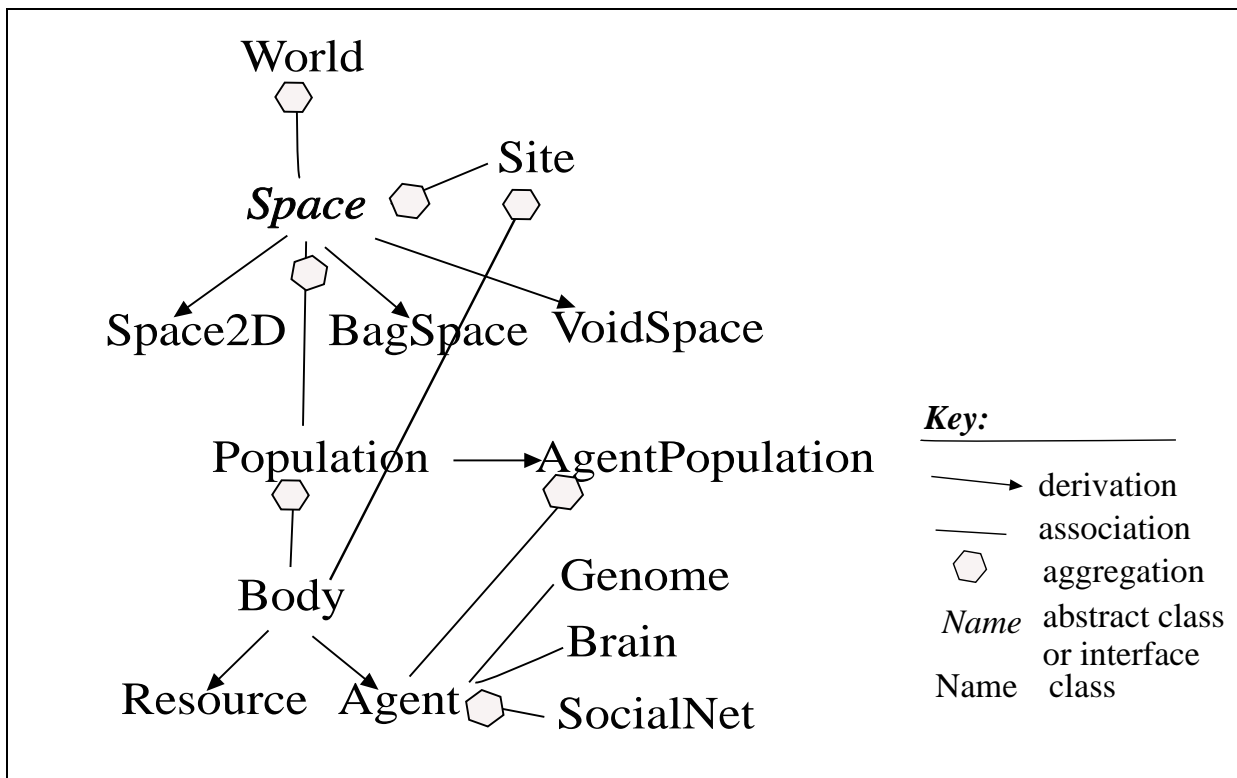 World
Site
Space
Space2D
BagSpace
VoidSpace
Population
AgentPopulation
Body
Genome
Brain
Resource
Agent
SocialNet
Key:
derivation
association
aggregation
Name abstract class
or interface
Name class